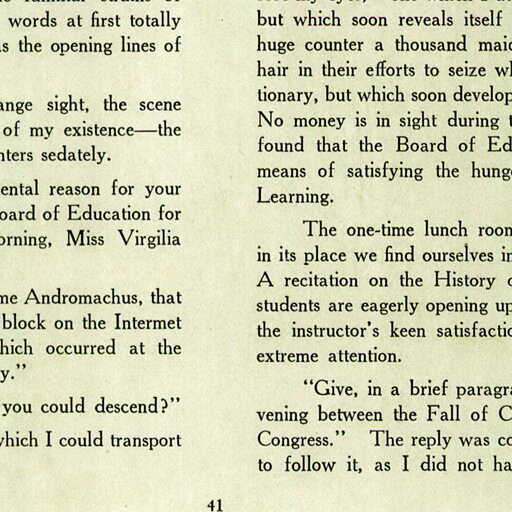 words at first totally
s the opening lines of
ange sight, the scene
of my existence—the
nters sedately.
ental reason for your
oard of Education for
orning, Miss Virgilia
me Andromachus, that
block on the Internet
hich occurred at the
y."
you could descend?"
which I could transport
but which soon reveals itself
huge counter a thousand maid
hair in their efforts to seize wh
tionary, but which soon develop
No money is in sight during t
found that the Board of Ed
means of satisfying the hung
Learning.
The one-time lunch room
in its place we find ourselves in
A recitation on the History o
students are eagerly opening up
the instructor's keen satisfactio
extreme attention.
"Give, in a brief paragra
vening between the Fall of C
Congress." The reply was co
to follow it, as I did not ha
41